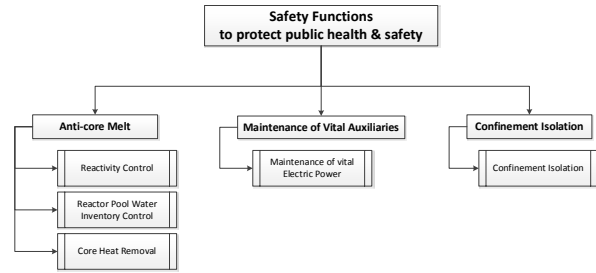 Safety Functions
to protect public health & safety
Anti-core Melt
Maintenance of Vital Auxiliaries
Confinement Isolation
Reactivity Control
Reactor Pool Water
Inventory Control
Core Heat Removal
Maintenance of vital
Electric Power
Confinement Isolation